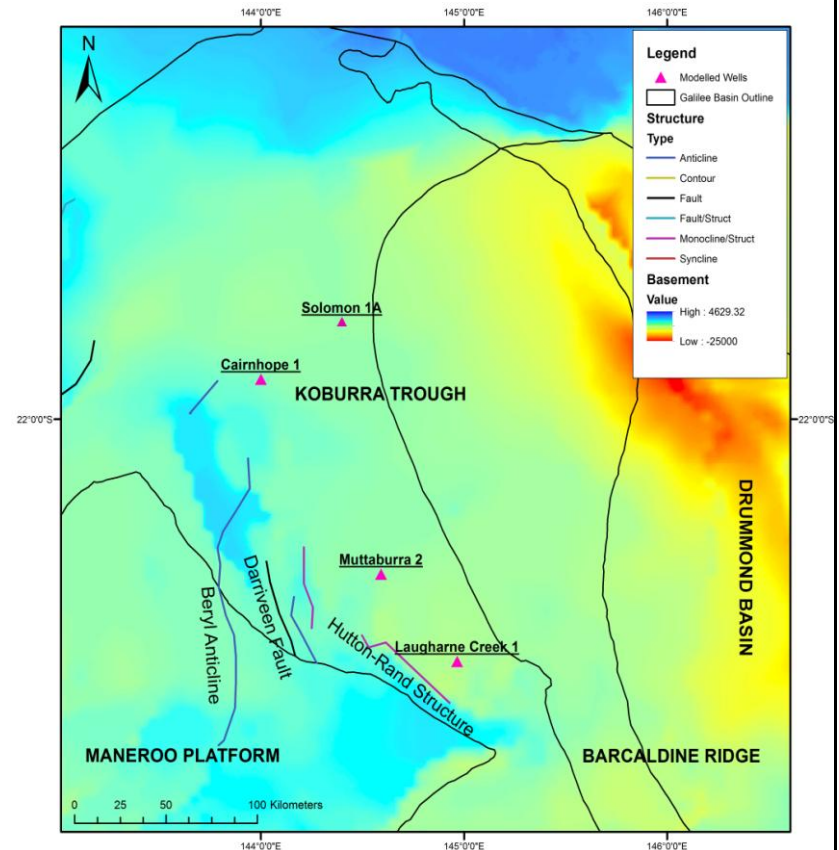 144°0'0"E
145°0'0"E
146°0'0"E
N
Legend
Modelled Wells
Galilee Basin Outline
Structure
Type
Anticline
Contour
Fault
Fault/Struct
Monocline/Struct
Syncline
Basement
Value
High : 4629.32
Low : -25000
Solomon 1A
Cairnhope 1
KOBURRA TROUGH
22°0'0"S
22°0'0"S
DRUMMOND BASIN
Muttaburra 2
Darriveen Fault
Beryl Anticline
Hutton-Rand Structure
Laugharne Creek 1
MANEROO PLATFORM
BARCALDINE RIDGE
0 25 50 100 Kilometers
144°0'0"E
145°0'0"E
146°0'0"E